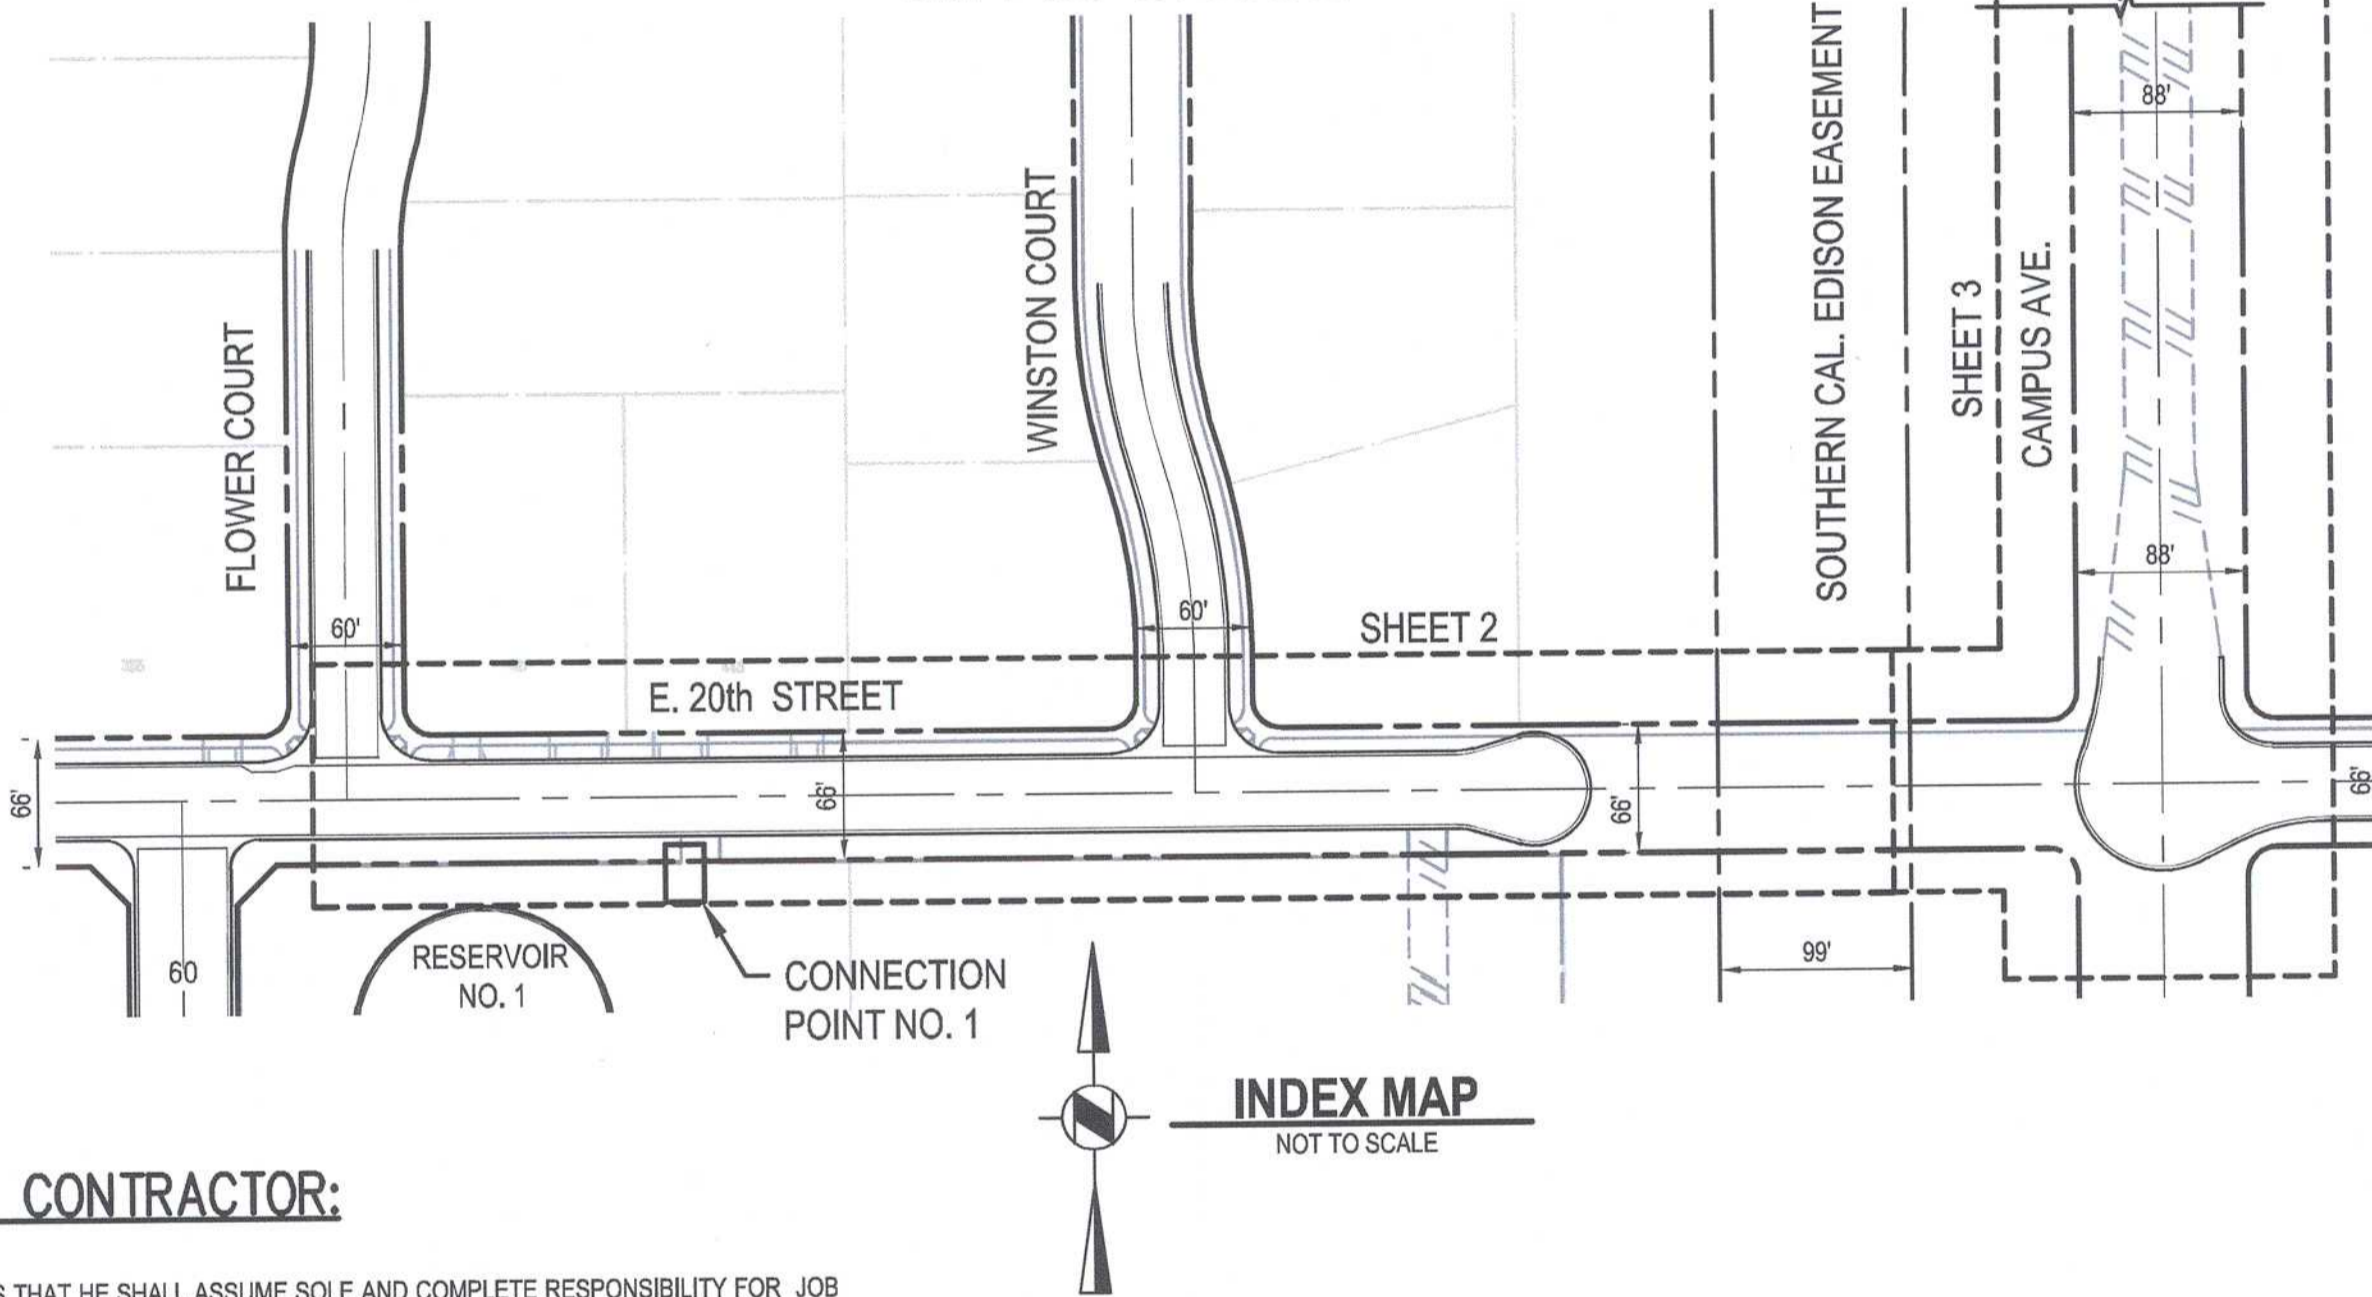 FLOWER COURT
WINSTON COURT
SOUTHERN CAL. EDISON EASEMENT
SHEET 3
CAMPUS AVE.
88'
88'
60'
60'
SHEET 2
E. 20th STREET
66'
66'
66'
66'
60
RESERVOIR
NO. 1
CONNECTION
POINT NO. 1
99'
N
INDEX MAP
NOT TO SCALE
CONTRACTOR:
THAT HE SHALL ASSUME SOLE AND COMPLETE RESPONSIBILITY FOR JOB